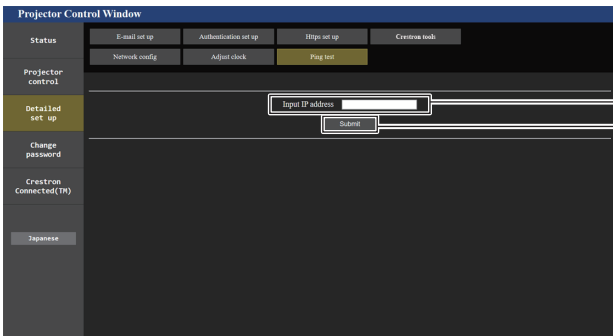 Projector Control Window
Status
Projector
control
Detailed
set up
Change
password
Crestron
Connected(TM)
Japanese
E-mail set up
Authentication set up
Https set up
Crestron tools
Network config
Adjust clock
Ping test
Input IP address
Submit